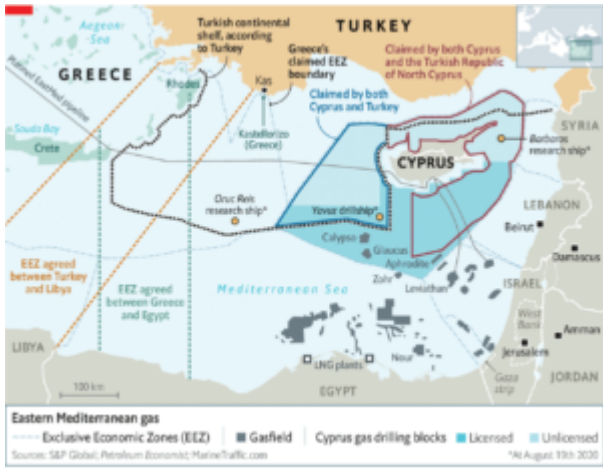 Aegean
Sea
Turkish continental
shelf, according
to Turkey
TURKEY
Greece's
claimed EEZ
boundary
Claimed by both Cyprus
and the Turkish Republic
of North Cyprus
GREECE
Planned EastMed pipeline
Rhodes
Kas
Claimed by both
Cyprus and Turkey
Kastellorizo
(Greece)
SYRIA
Souda Bay
Crete
Barbaros
research ship*
CYPRUS
Oruc Reis
research ship*
Yavuz drillship*
LEBANON
Beirut
Calypso
Glaucus
Aphrodite
Damascus
EEZ agreed
between Turkey
and Libya
EEZ agreed
between Greece
and Egypt
Zohr
Leviathan
Mediterranean Sea
ISRAEL
West
Bank
Amman
LIBYA
LNG plants
Nour
Jerusalem
Gaza
strip
JORDAN
100 km
EGYPT
Eastern Mediterranean gas
Exclusive Economic Zones (EEZ)
Gasfield
Cyprus gas drilling blocks
Licensed
Unlicensed
Sources: S&P Global; Petroleum Economist; MarineTraffic.com
*At August 19th 2020